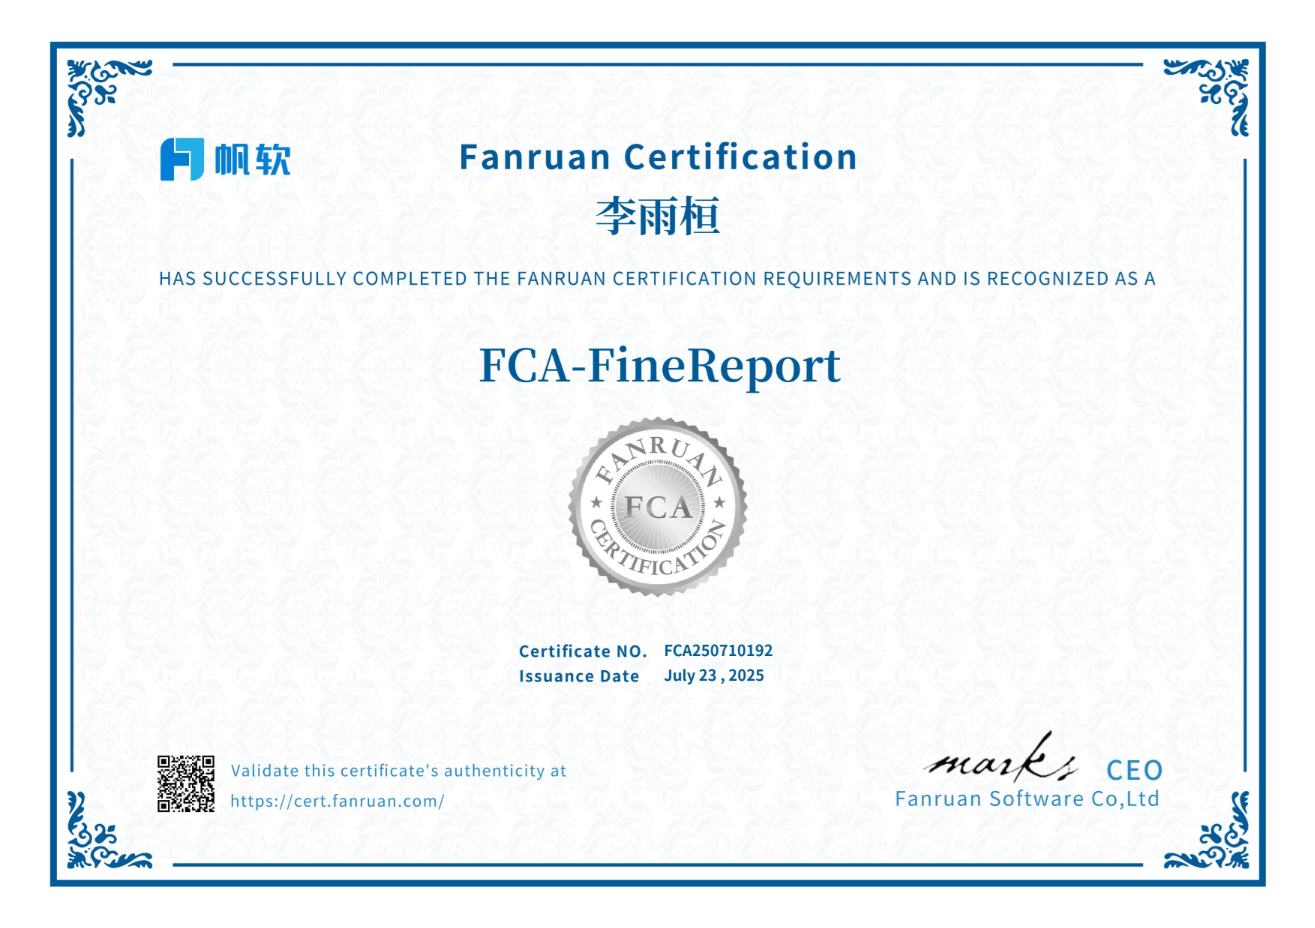 帆软
Fanruan Certification
李雨桓
HAS SUCCESSFULLY COMPLETED THE FANRUAN CERTIFICATION REQUIREMENTS AND IS RECOGNIZED AS A
FCA-FineReport
FANRUAN
FCA
CERTIFICATION
Certificate NO. FCA250710192
Issuance Date July 23 , 2025
Validate this certificate's authenticity at
https://cert.fanruan.com/
marks CEO
Fanruan Software Co,Ltd